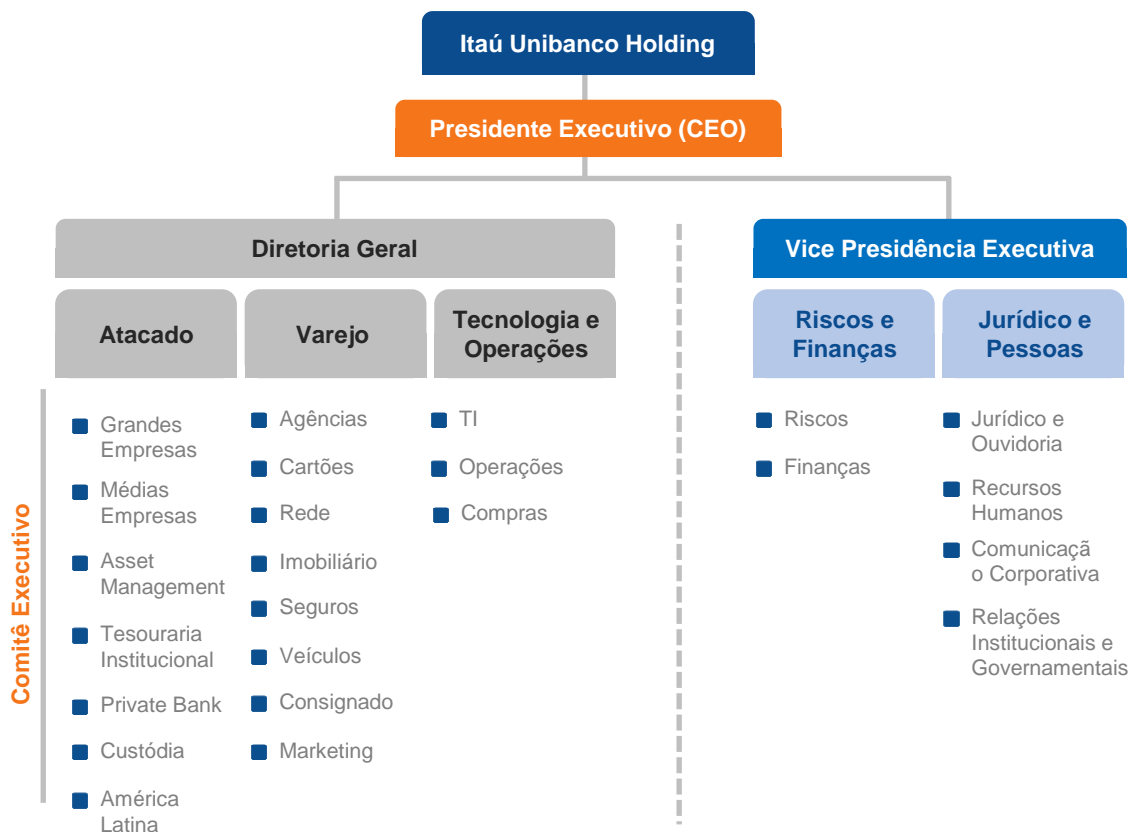 Itaú Unibanco Holding
Presidente Executivo (CEO)
Diretoria Geral
Vice Presidência Executiva
Atacado
Varejo
Tecnologia e
Operações
Riscos e
Finanças
Jurídico e
Pessoas
Comitê Executivo
Grandes
Empresas
Médias
Empresas
Asset
Management
Tesouraria
Institucional
Private Bank
Custódia
América
Latina
Agências
Cartões
Rede
Imobiliário
Seguros
Veículos
Consignado
Marketing
TI
Operações
Compras
Riscos
Finanças
Jurídico e
Ouvidoria
Recursos
Humanos
Comunicaçã
o Corporativa
Relações
Institucionais e
Governamentais